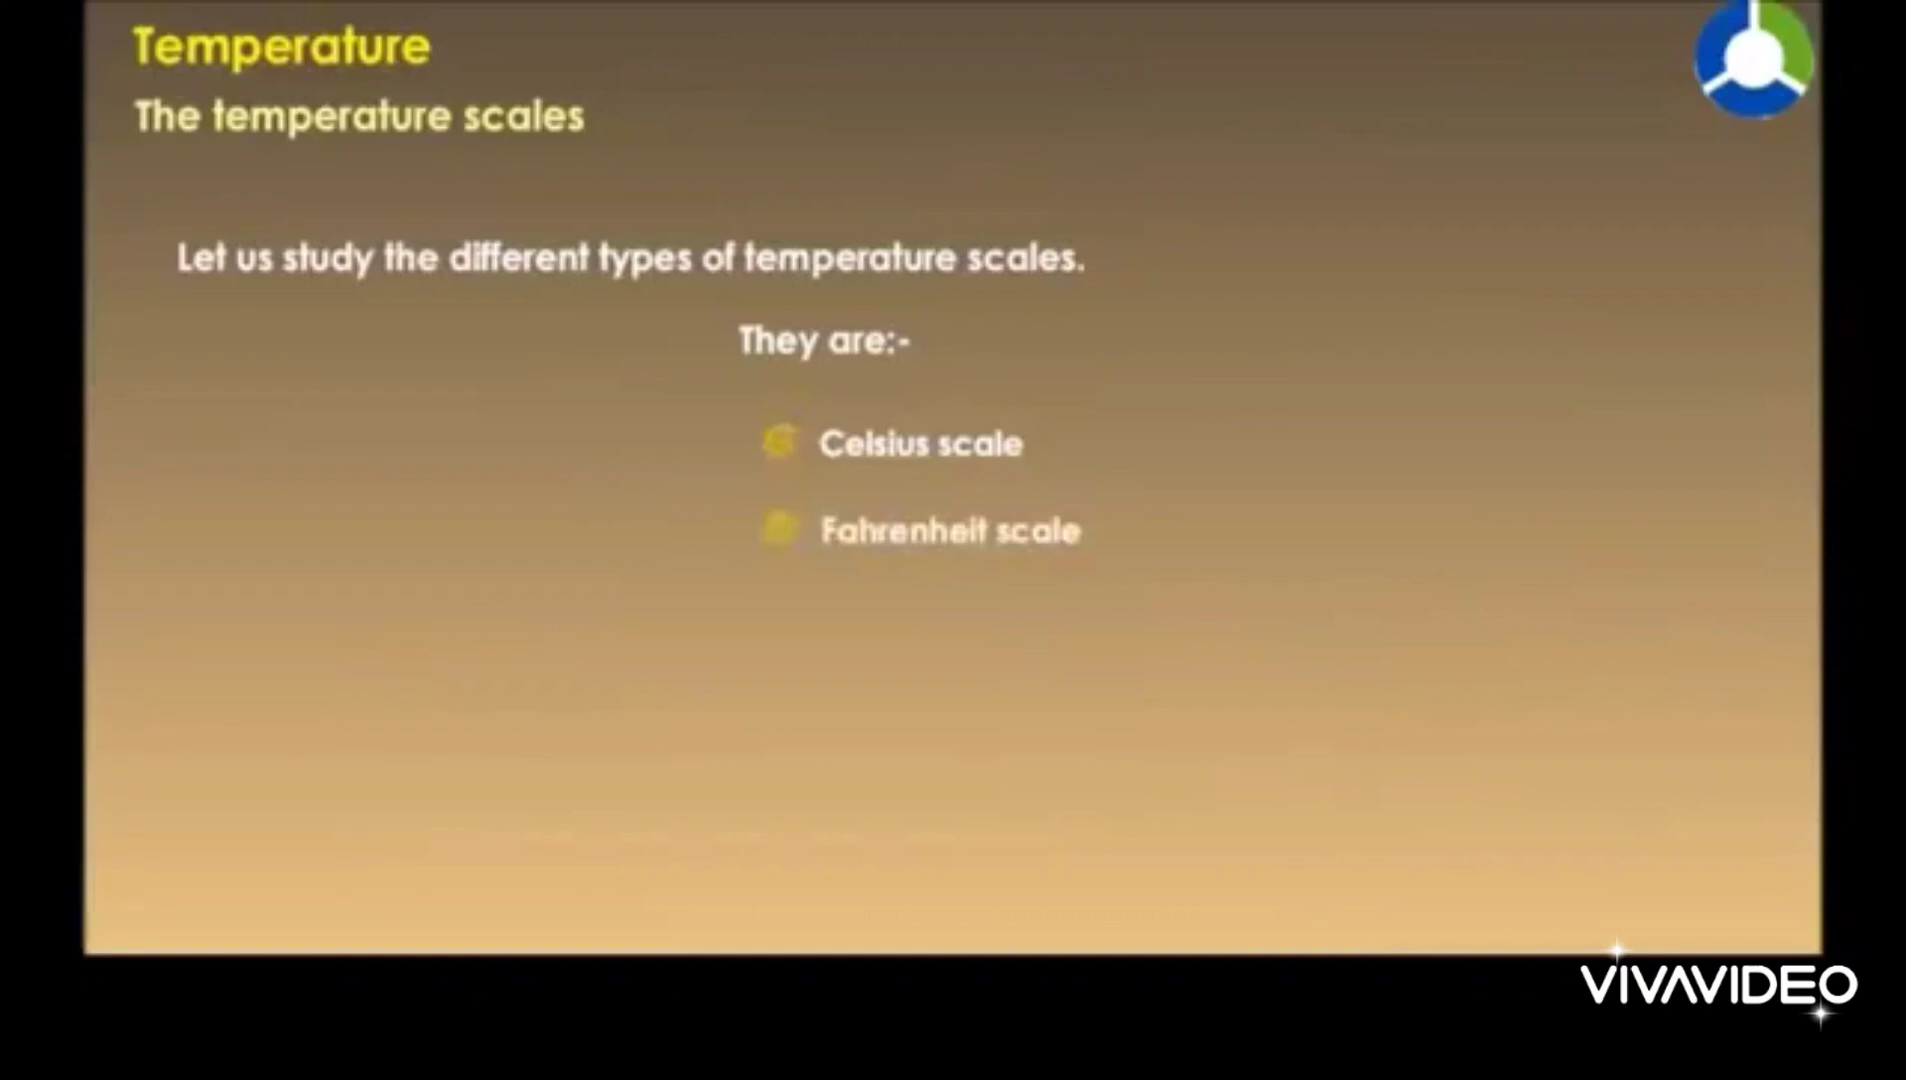 Temperature
The temperature scales
Let us study the different types of temperature scales.
They are:-
Celsius scale
Fahrenheit scale
VIVAVIDEO